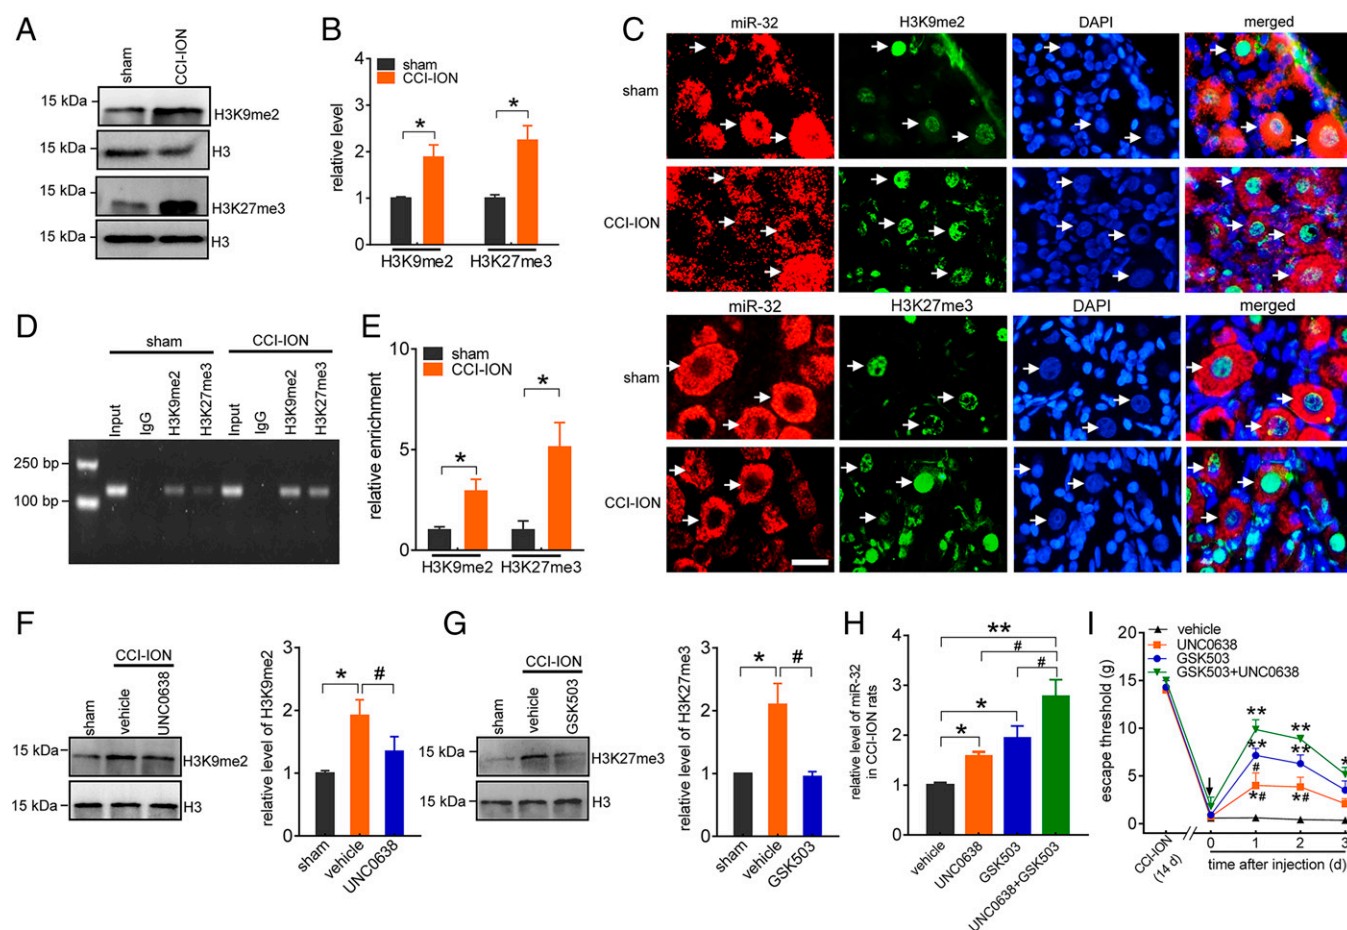 A
sham
CCI-ION
15 kDa
H3K9me2
15 kDa
H3
15 kDa
H3K27me3
15 kDa
H3
B
sham
CCI-ION
relative level
4
3
2
1
0
*
*
H3K9me2 H3K27me3
C
miR-32 H3K9me2 DAPI merged
sham
CCI-ION
miR-32 H3K27me3 DAPI merged
sham
CCI-ION
D
sham CCI-ION
Input IgG H3K9me2 H3K27me3 Input IgG H3K9me2 H3K27me3
250 bp
100 bp
E
sham
CCI-ION
relative enrichment
10
5
0
*
*
H3K9me2 H3K27me3
F
CCI-ION
sham vehicle UNC0638
15 kDa
H3K9me2
15 kDa
H3
relative level of H3K9me2
3
2
1
0
* #
sham vehicle UNC0638
G
CCI-ION
sham vehicle GSK503
15 kDa
H3K27me3
15 kDa
H3
relative level of H3K27me3
3
2
1
0
* #
sham vehicle GSK503
H
relative level of miR-32
in CCI-ION rats
4
3
2
1
0
**
#
#
*
*
vehicle UNC0638 GSK503 UNC0638+GSK503
I
vehicle
UNC0638
GSK503
GSK503+UNC0638
escape threshold (g)
20
15
10
5
0
** **
** ** *
#
*# *#
CCI-ION
(14 d)
0 1 2 3
time after injection (d)